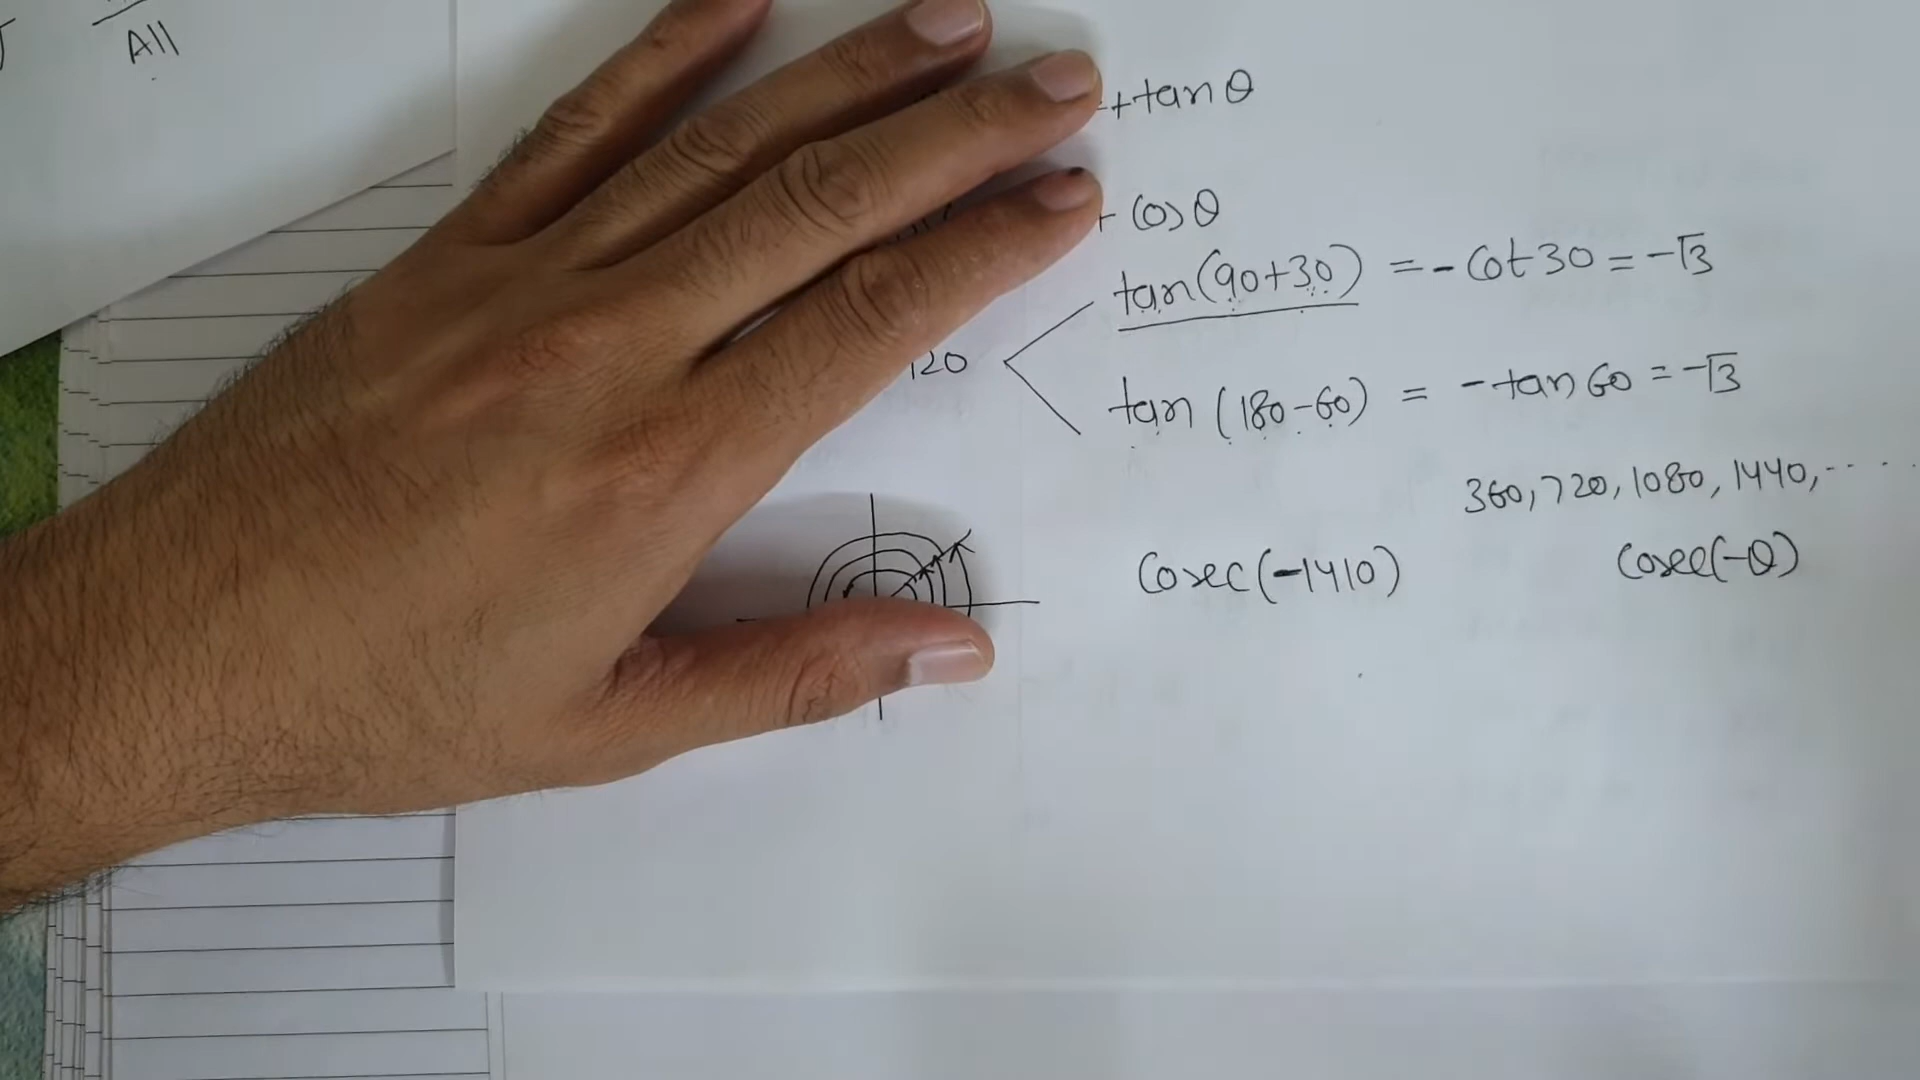 All
+tan θ
+ cos θ
tan(90+30) = - Cot 30 = -√3
120
tan (180-60) = - tan 60 = -√3
360, 720, 1080, 1440, ......
Cosec(-1410) Cosec(-θ)